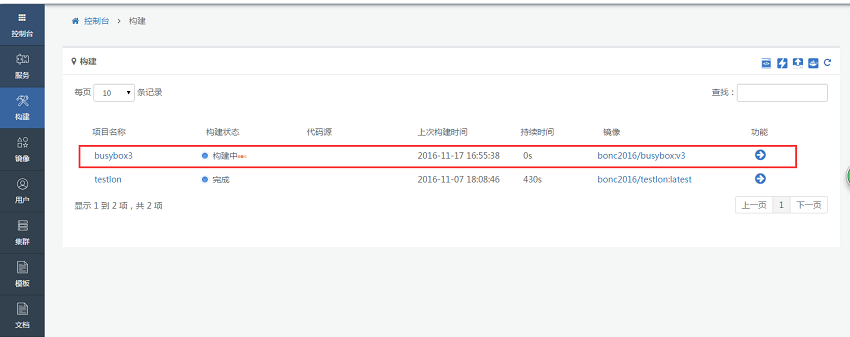 控制台
服务
构建
镜像
用户
集群
模板
文档
控制台 > 构建
构建
每页 10 条记录 查找：
项目名称 构建状态 代码源 上次构建时间 持续时间 镜像 功能
busybox3 构建中 2016-11-17 16:55:38 0s bonc2016/busybox:v3
testlon 完成 2016-11-07 18:08:46 430s bonc2016/testlon:latest
显示 1 到 2 项，共 2 项 上一页 1 下一页